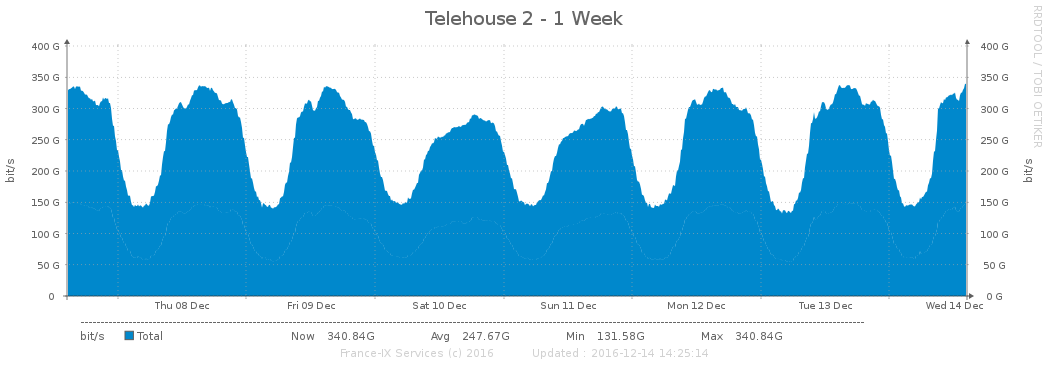 Telehouse 2 - 1 Week
RRDTOOL / TOBI OETIKER
400 G 400 G
350 G 350 G
300 G 300 G
250 G 250 G
200 G 200 G
150 G 150 G
100 G 100 G
50 G 50 G
0 0 G
bit/s bit/s
Thu 08 Dec Fri 09 Dec Sat 10 Dec Sun 11 Dec Mon 12 Dec Tue 13 Dec Wed 14 Dec
bit/s Total Now 340.84G Avg 247.67G Min 131.58G Max 340.84G
France-IX Services (c) 2016 Updated : 2016-12-14 14:25:14